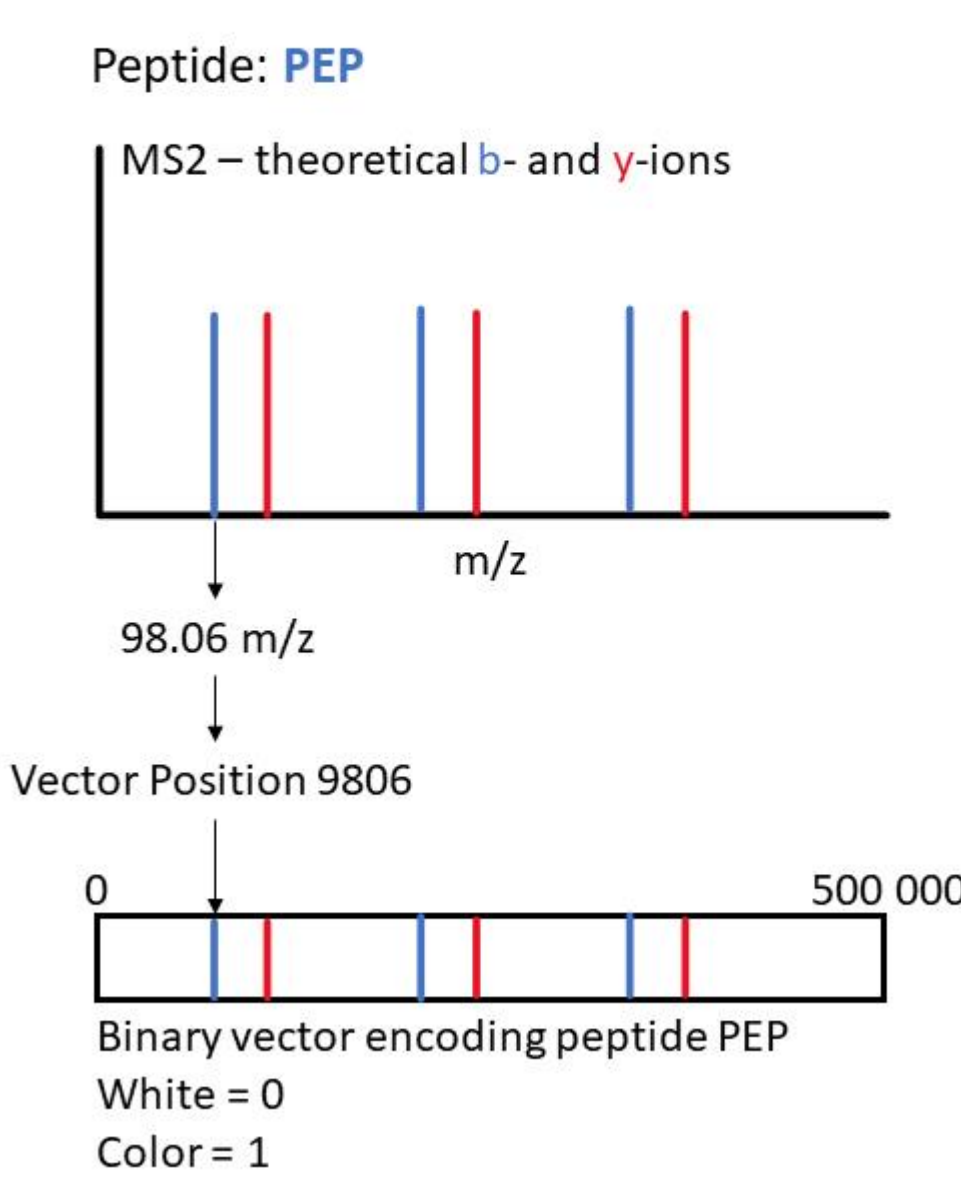 Peptide: PEP
MS2 – theoretical b- and y-ions
m/z
98.06 m/z
Vector Position 9806
0
500 000
Binary vector encoding peptide PEP
White = 0
Color = 1